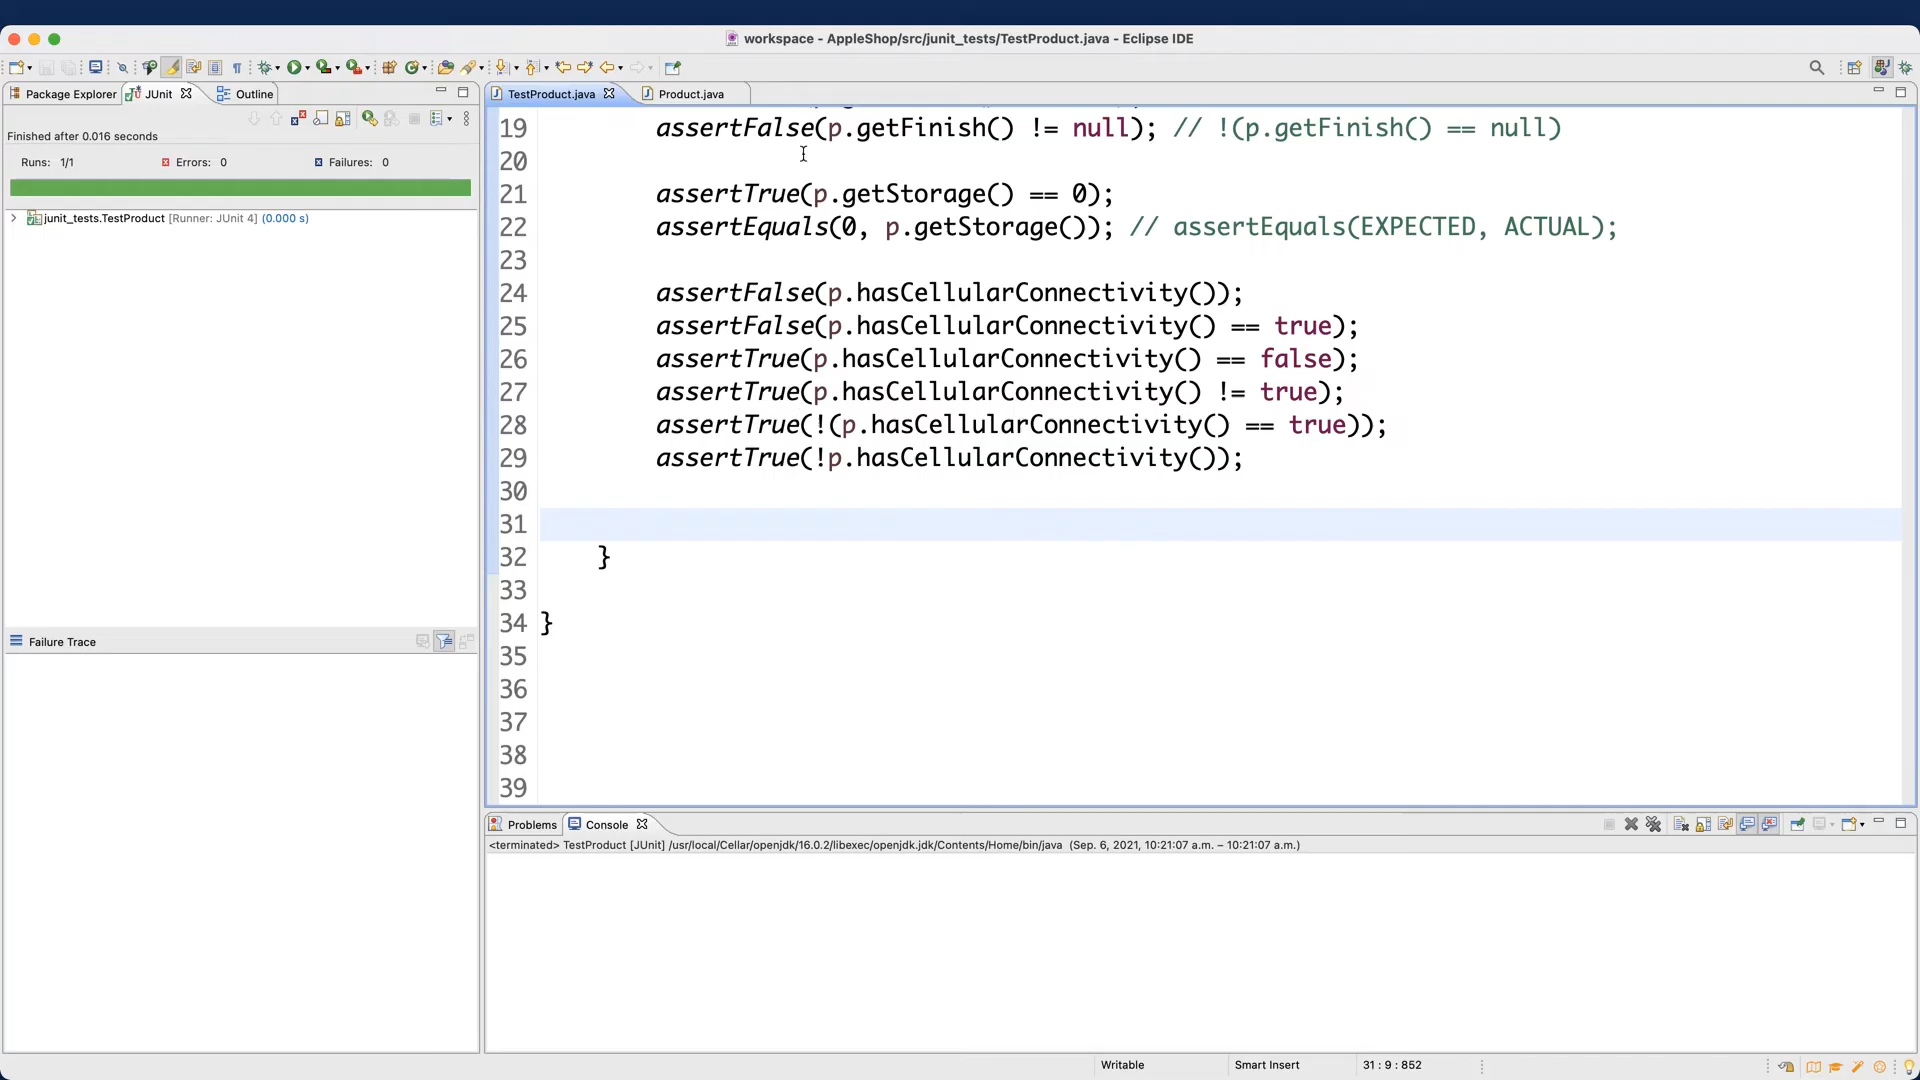 workspace - AppleShop/src/junit_tests/TestProduct.java - Eclipse IDE
Package Explorer JUnit Outline
Finished after 0.016 seconds
Runs: 1/1 Errors: 0 Failures: 0
junit_tests.TestProduct [Runner: JUnit 4] (0.000 s)
Failure Trace
TestProduct.java Product.java
19 assertFalse(p.getFinish() != null); // !(p.getFinish() == null)
20
21 assertTrue(p.getStorage() == 0);
22 assertEquals(0, p.getStorage()); // assertEquals(EXPECTED, ACTUAL);
23
24 assertFalse(p.hasCellularConnectivity());
25 assertFalse(p.hasCellularConnectivity() == true);
26 assertTrue(p.hasCellularConnectivity() == false);
27 assertTrue(p.hasCellularConnectivity() != true);
28 assertTrue(!(p.hasCellularConnectivity() == true));
29 assertTrue(!p.hasCellularConnectivity());
30
31
32 }
33
34 }
35
36
37
38
39
Problems Console
<terminated> TestProduct [JUnit] /usr/local/Cellar/openjdk/16.0.2/libexec/openjdk.jdk/Contents/Home/bin/java (Sep. 6, 2021, 10:21:07 a.m. – 10:21:07 a.m.)
Writable Smart Insert 31 : 9 : 852